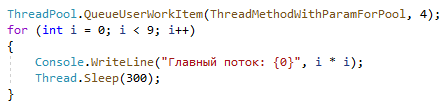 ThreadPool.QueueUserWorkItem(ThreadMethodWithParamForPool, 4);
for (int i = 0; i < 9; i++)
{
    Console.WriteLine("Главный поток: {0}", i * i);
    Thread.Sleep(300);
}